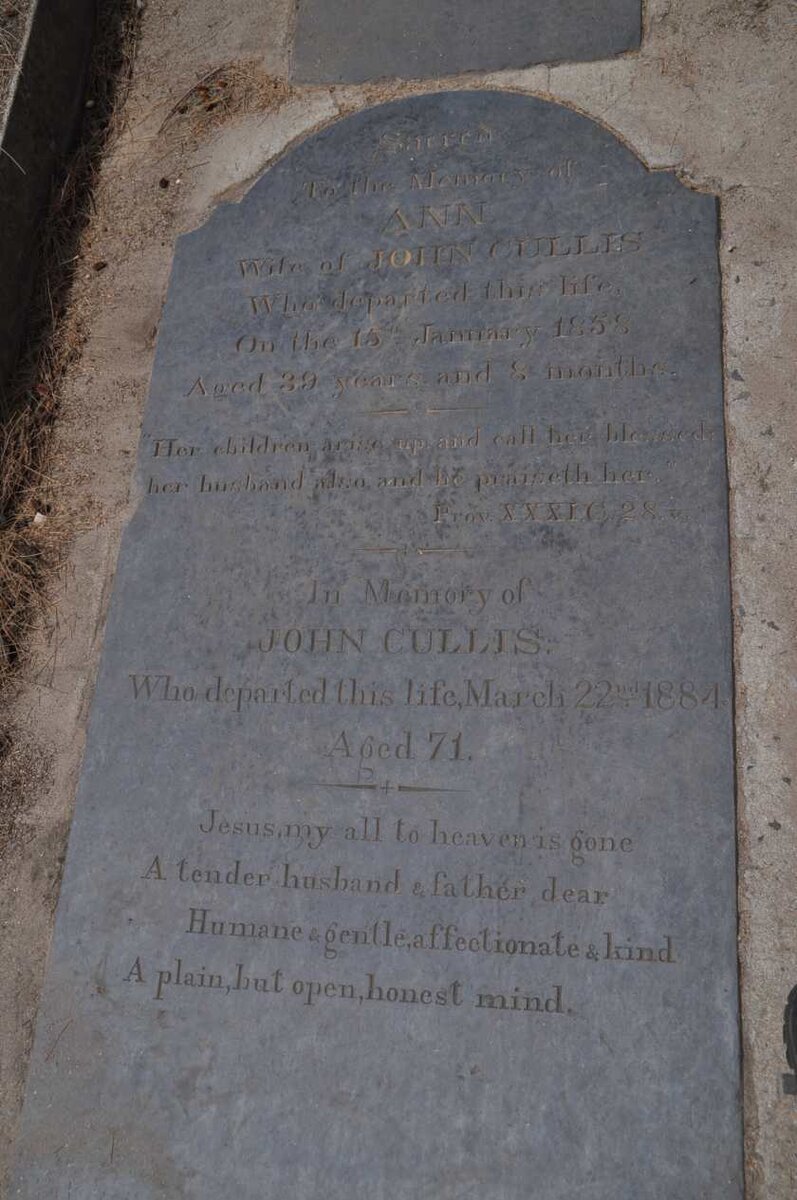 Sacred
To the Memory of
ANN
Wife of JOHN CULLIS
Who departed this life,
On the 15th January 1858
Aged 39 years and 8 months.
"Her children arise up, and call her blessed;
her husband also, and he praiseth her."
Prov. XXXI.C. 28.v.
In Memory of
JOHN CULLIS.
Who departed this life, March 22nd 1884.
Aged 71.
Jesus, my all to heaven is gone
A tender husband & father dear
Humane & gentle, affectionate & kind
A plain, but open, honest mind.